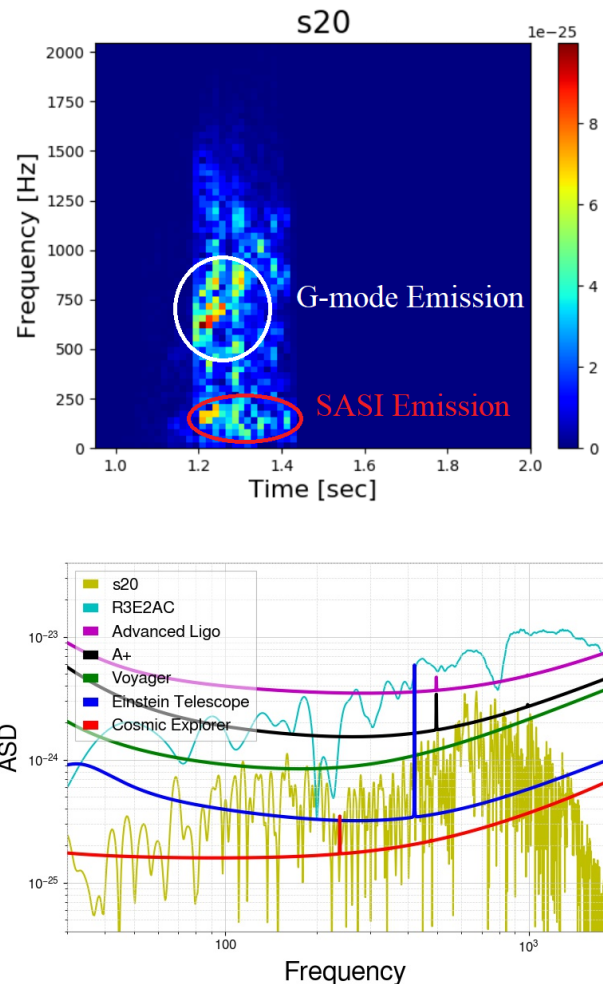 s20
1e−25
Frequency [Hz]
2000
1750
1500
1250
1000
750
500
250
0
8
6
4
2
0
G-mode Emission
SASI Emission
1.0 1.2 1.4 1.6 1.8 2.0
Time [sec]
s20
R3E2AC
Advanced Ligo
A+
Voyager
Einstein Telescope
Cosmic Explorer
ASD
10⁻²³
10⁻²⁴
10⁻²⁵
100 10³
Frequency